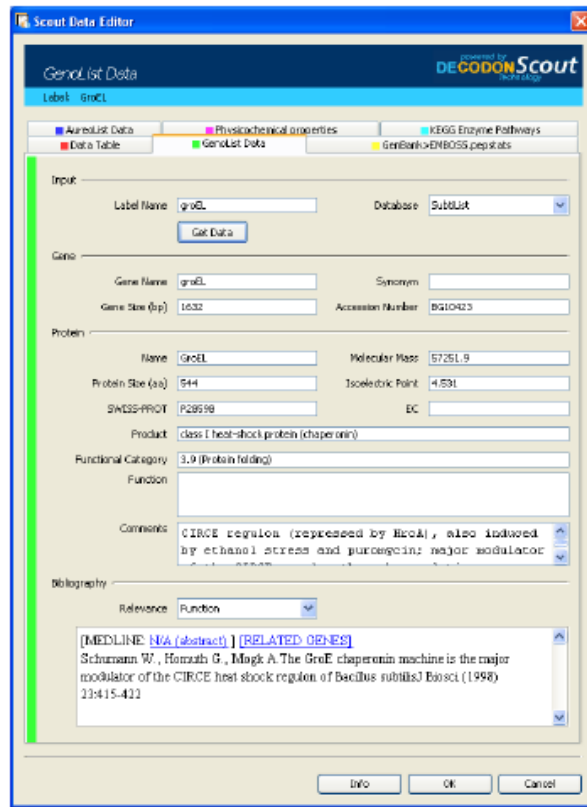 Scout Data Editor
GenoList Data
powered by
DECODON Scout
Technology
Label: GroEL
AureoList Data
Physicochemical properties
KEGG Enzyme Pathways
Data Table
GenoList Data
GenBank>EMBOSS.pepstats
Input
Label Name groEL Database SubtiList
Get Data
Gene
Gene Name groEL Synonym
Gene Size (bp) 1632 Accession Number BG10423
Protein
Name GroEL Molecular Mass 57251.9
Protein Size (aa) 544 Isoelectric Point 4.531
SWISS-PROT P28598 EC
Product class I heat-shock protein (chaperonin)
Functional Category 3.9 (Protein folding)
Function
Comments CIRCE regulon (repressed by HrcA), also induced
by ethanol stress and puromycin; major modulator
Bibliography
Relevance Function
[MEDLINE: N/A (abstract) ] [RELATED GENES]
Schumann W., Homuth G., Mogk A.The GroE chaperonin machine is the major
modulator of the CIRCE heat shock regulon of Bacillus subtilisJ Biosci (1998)
23:415-422
Info OK Cancel